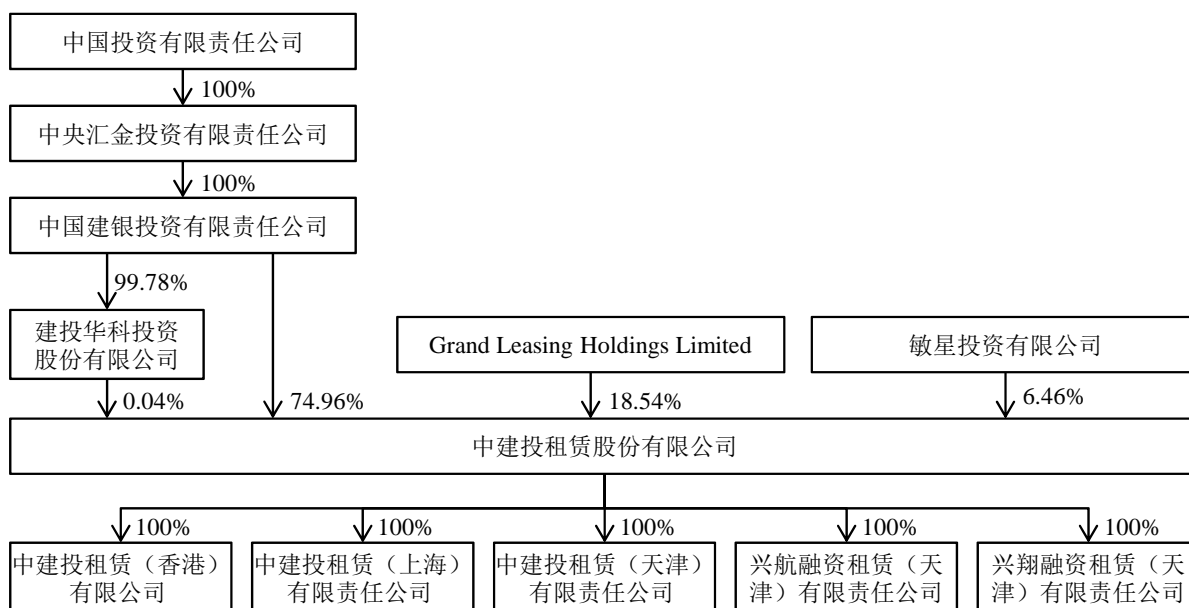 中国投资有限责任公司
100%
中央汇金投资有限责任公司
100%
中国建银投资有限责任公司
99.78%
建投华科投资
股份有限公司
Grand Leasing Holdings Limited
敏星投资有限公司
0.04%
74.96%
18.54%
6.46%
中建投租赁股份有限公司
100%
100%
100%
100%
100%
中建投租赁（香港）
有限公司
中建投租赁（上海）
有限责任公司
中建投租赁（天津）
有限责任公司
兴航融资租赁（天
津）有限责任公司
兴翔融资租赁（天
津）有限责任公司